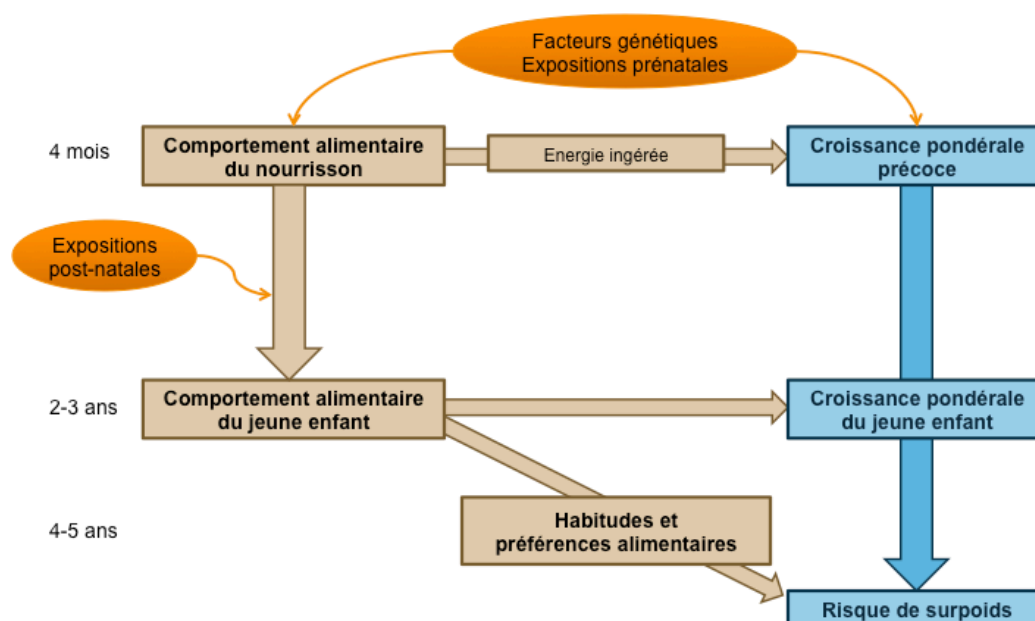 Facteurs génétiques
Expositions prénatales
4 mois
Comportement alimentaire
du nourrisson
Energie ingérée
Croissance pondérale
précoce
Expositions
post-natales
2-3 ans
Comportement alimentaire
du jeune enfant
Croissance pondérale
du jeune enfant
4-5 ans
Habitudes et
préférences alimentaires
Risque de surpoids